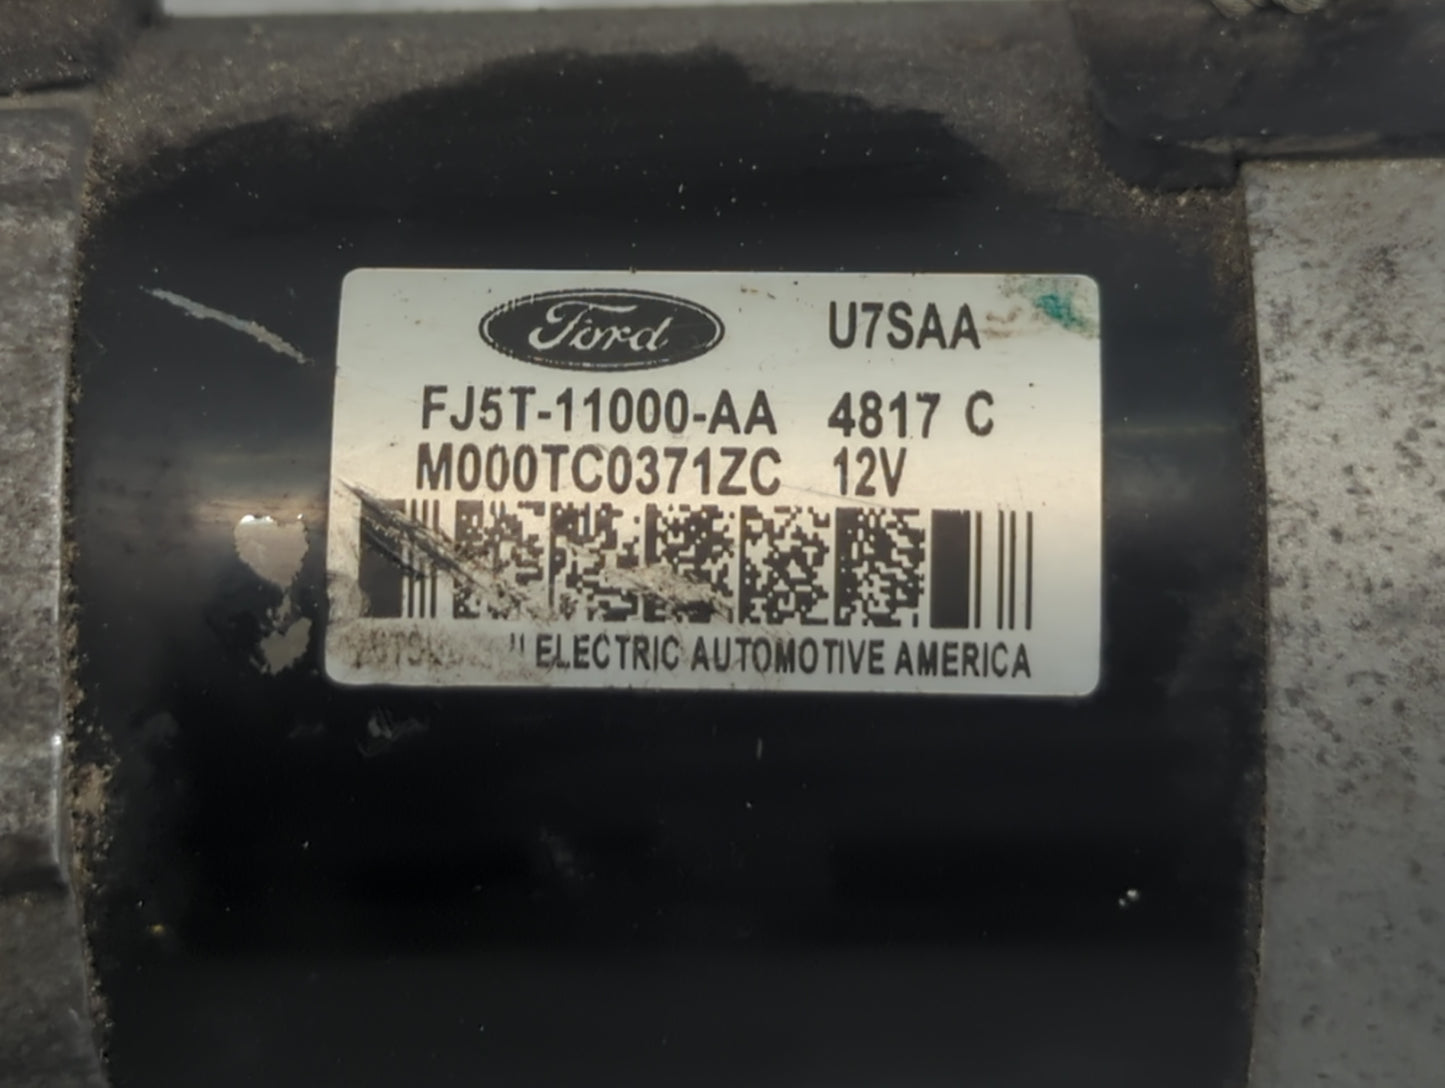 Ford U7SAA
FJ5T-11000-AA 4817 C
M000TC0371ZC 12V
ELECTRIC AUTOMOTIVE AMERICA